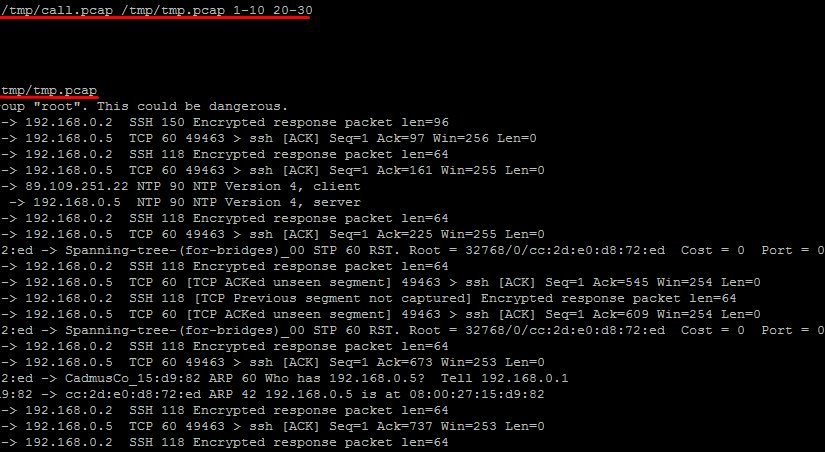 /tmp/call.pcap /tmp/tmp.pcap 1-10 20-30
tmp/tmp.pcap
oup "root". This could be dangerous.
-> 192.168.0.2  SSH 150 Encrypted response packet len=96
-> 192.168.0.5  TCP 60 49463 > ssh [ACK] Seq=1 Ack=97 Win=256 Len=0
-> 192.168.0.2  SSH 118 Encrypted response packet len=64
-> 192.168.0.5  TCP 60 49463 > ssh [ACK] Seq=1 Ack=161 Win=255 Len=0
-> 89.109.251.22 NTP 90 NTP Version 4, client
-> 192.168.0.5  NTP 90 NTP Version 4, server
-> 192.168.0.2  SSH 118 Encrypted response packet len=64
-> 192.168.0.5  TCP 60 49463 > ssh [ACK] Seq=1 Ack=225 Win=255 Len=0
2:ed -> Spanning-tree-(for-bridges)_00 STP 60 RST. Root = 32768/0/cc:2d:e0:d8:72:ed  Cost = 0  Port = 0
-> 192.168.0.2  SSH 118 Encrypted response packet len=64
-> 192.168.0.5  TCP 60 [TCP ACKed unseen segment] 49463 > ssh [ACK] Seq=1 Ack=545 Win=254 Len=0
-> 192.168.0.2  SSH 118 [TCP Previous segment not captured] Encrypted response packet len=64
-> 192.168.0.5  TCP 60 [TCP ACKed unseen segment] 49463 > ssh [ACK] Seq=1 Ack=609 Win=254 Len=0
2:ed -> Spanning-tree-(for-bridges)_00 STP 60 RST. Root = 32768/0/cc:2d:e0:d8:72:ed  Cost = 0  Port = 0
-> 192.168.0.2  SSH 118 Encrypted response packet len=64
-> 192.168.0.5  TCP 60 49463 > ssh [ACK] Seq=1 Ack=673 Win=253 Len=0
2:ed -> CadmusCo_15:d9:82 ARP 60 Who has 192.168.0.5?  Tell 192.168.0.1
d9:82 -> cc:2d:e0:d8:72:ed ARP 42 192.168.0.5 is at 08:00:27:15:d9:82
-> 192.168.0.2  SSH 118 Encrypted response packet len=64
-> 192.168.0.5  TCP 60 49463 > ssh [ACK] Seq=1 Ack=737 Win=253 Len=0
-> 192.168.0.2  SSH 118 Encrypted response packet len=64